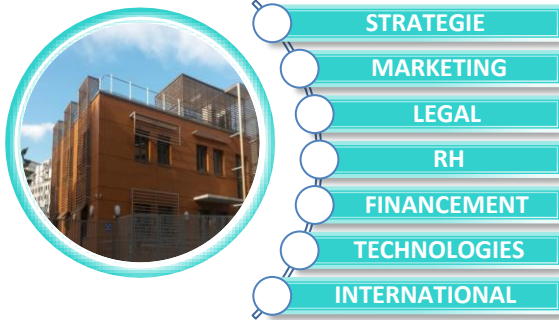 STRATEGIE
MARKETING
LEGAL
RH
FINANCEMENT
TECHNOLOGIES
INTERNATIONAL